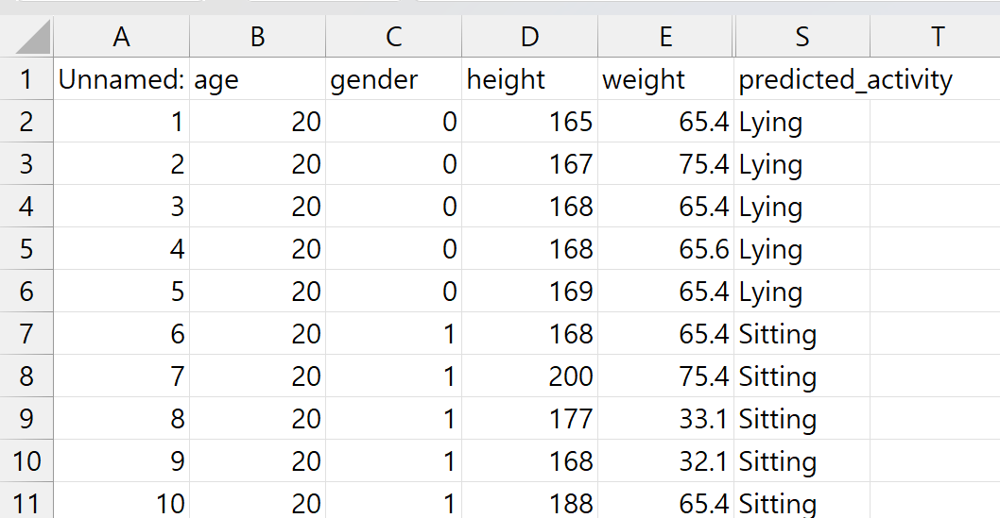 A B C D E S T
1 Unnamed: age gender height weight predicted_activity
2 1 20 0 165 65.4 Lying
3 2 20 0 167 75.4 Lying
4 3 20 0 168 65.4 Lying
5 4 20 0 168 65.6 Lying
6 5 20 0 169 65.4 Lying
7 6 20 1 168 65.4 Sitting
8 7 20 1 200 75.4 Sitting
9 8 20 1 177 33.1 Sitting
10 9 20 1 168 32.1 Sitting
11 10 20 1 188 65.4 Sitting